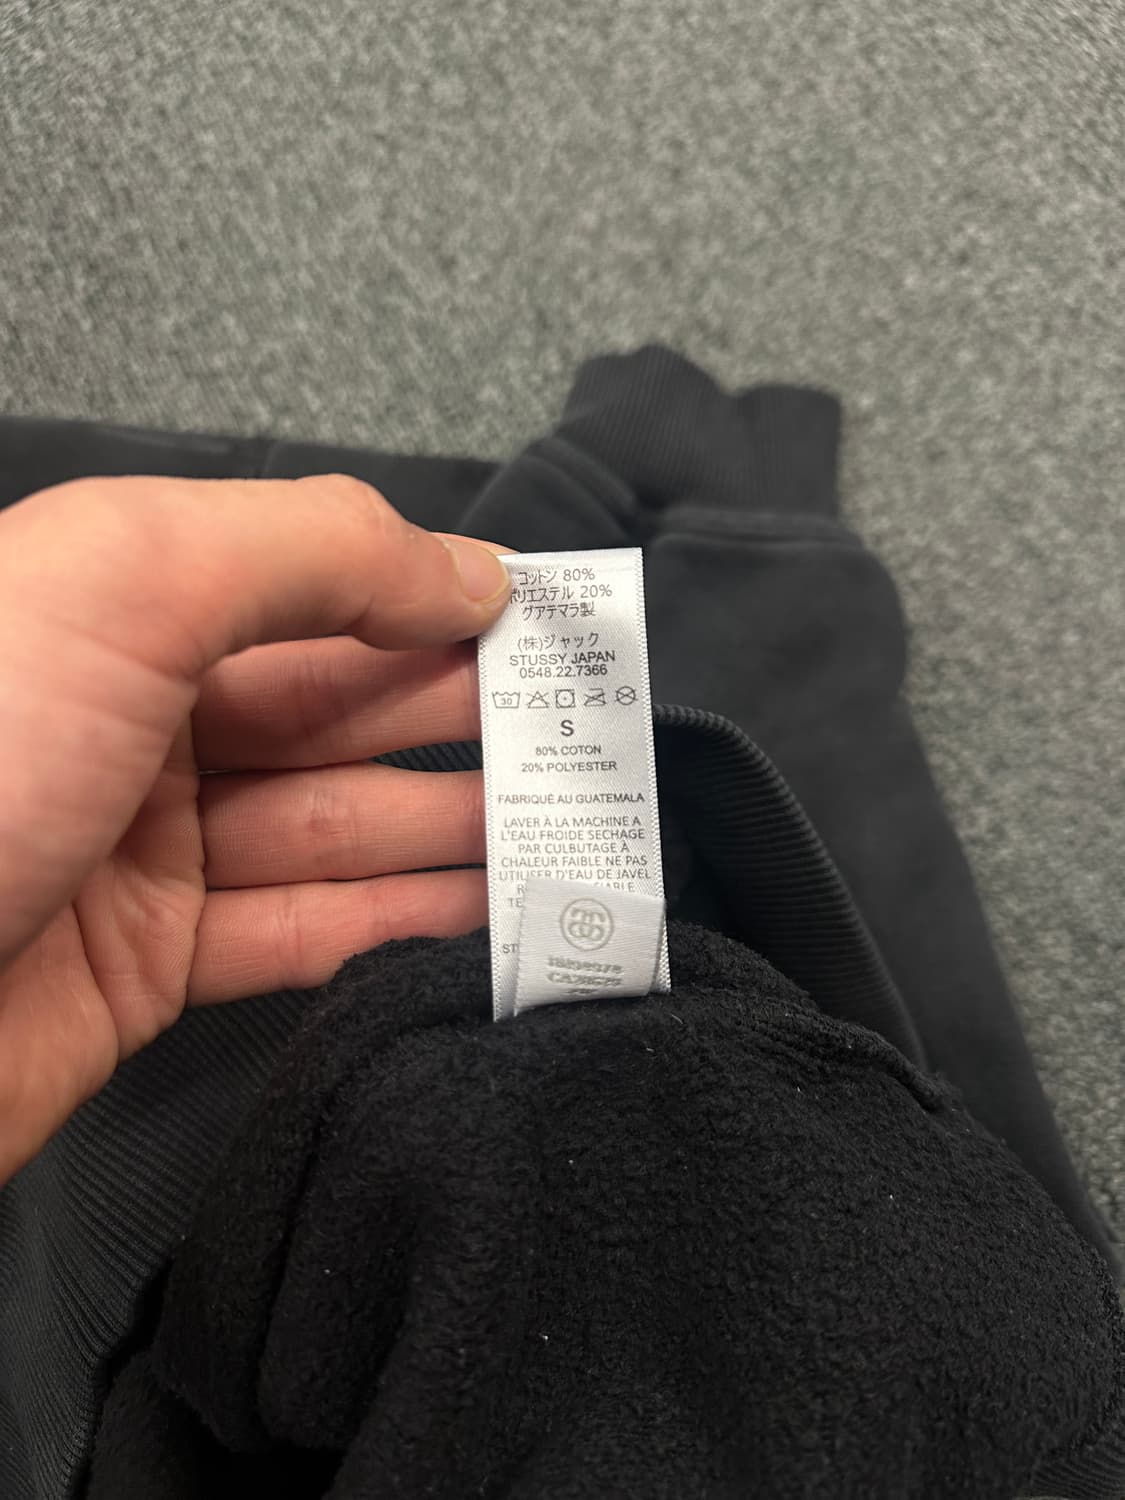 コットン 80%
ポリエステル 20%
グアテマラ製
(株)ジャック
STUSSY JAPAN
0548.22.7366
30
S
80% COTON
20% POLYESTER
FABRIQUÉ AU GUATEMALA
LAVER À LA MACHINE A
L'EAU FROIDE SECHAGE
PAR CULBUTAGE À
CHALEUR FAIBLE NE PAS
UTILISER D'EAU DE JAVEL